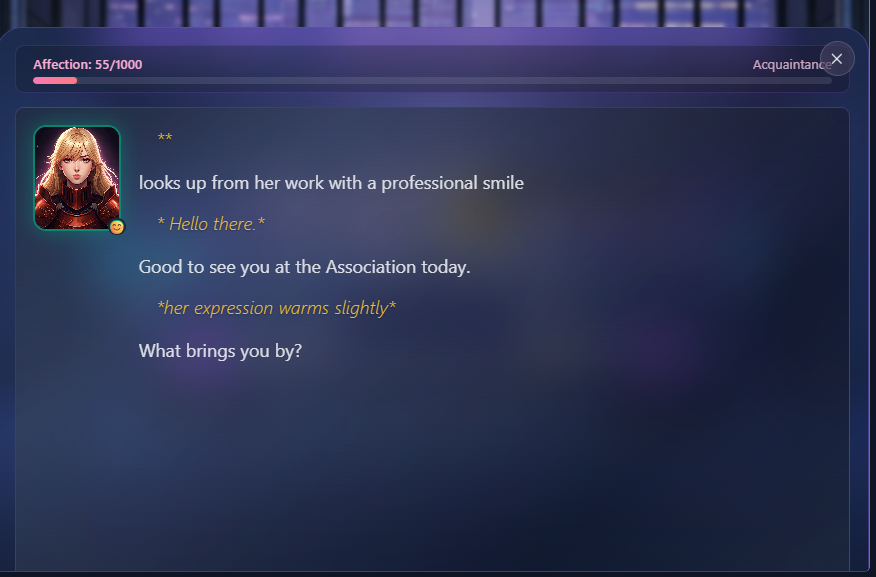 Affection: 55/1000
Acquaintance
**
looks up from her work with a professional smile
* Hello there.*
Good to see you at the Association today.
*her expression warms slightly*
What brings you by?